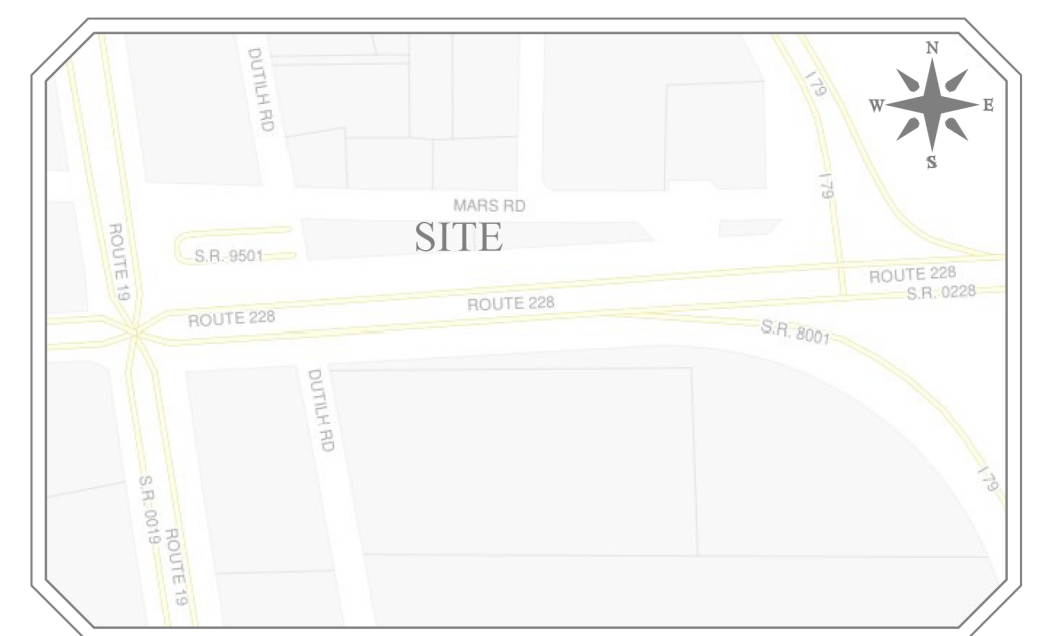 N
DUTILH RD
I 79
W
E
S
I 79
MARS RD
SITE
ROUTE 19
S.R. 9501
ROUTE 228
S.R. 0228
ROUTE 228
ROUTE 228
S.R. 8001
DUTILH RD
I 79
S.R. 0019
ROUTE 19